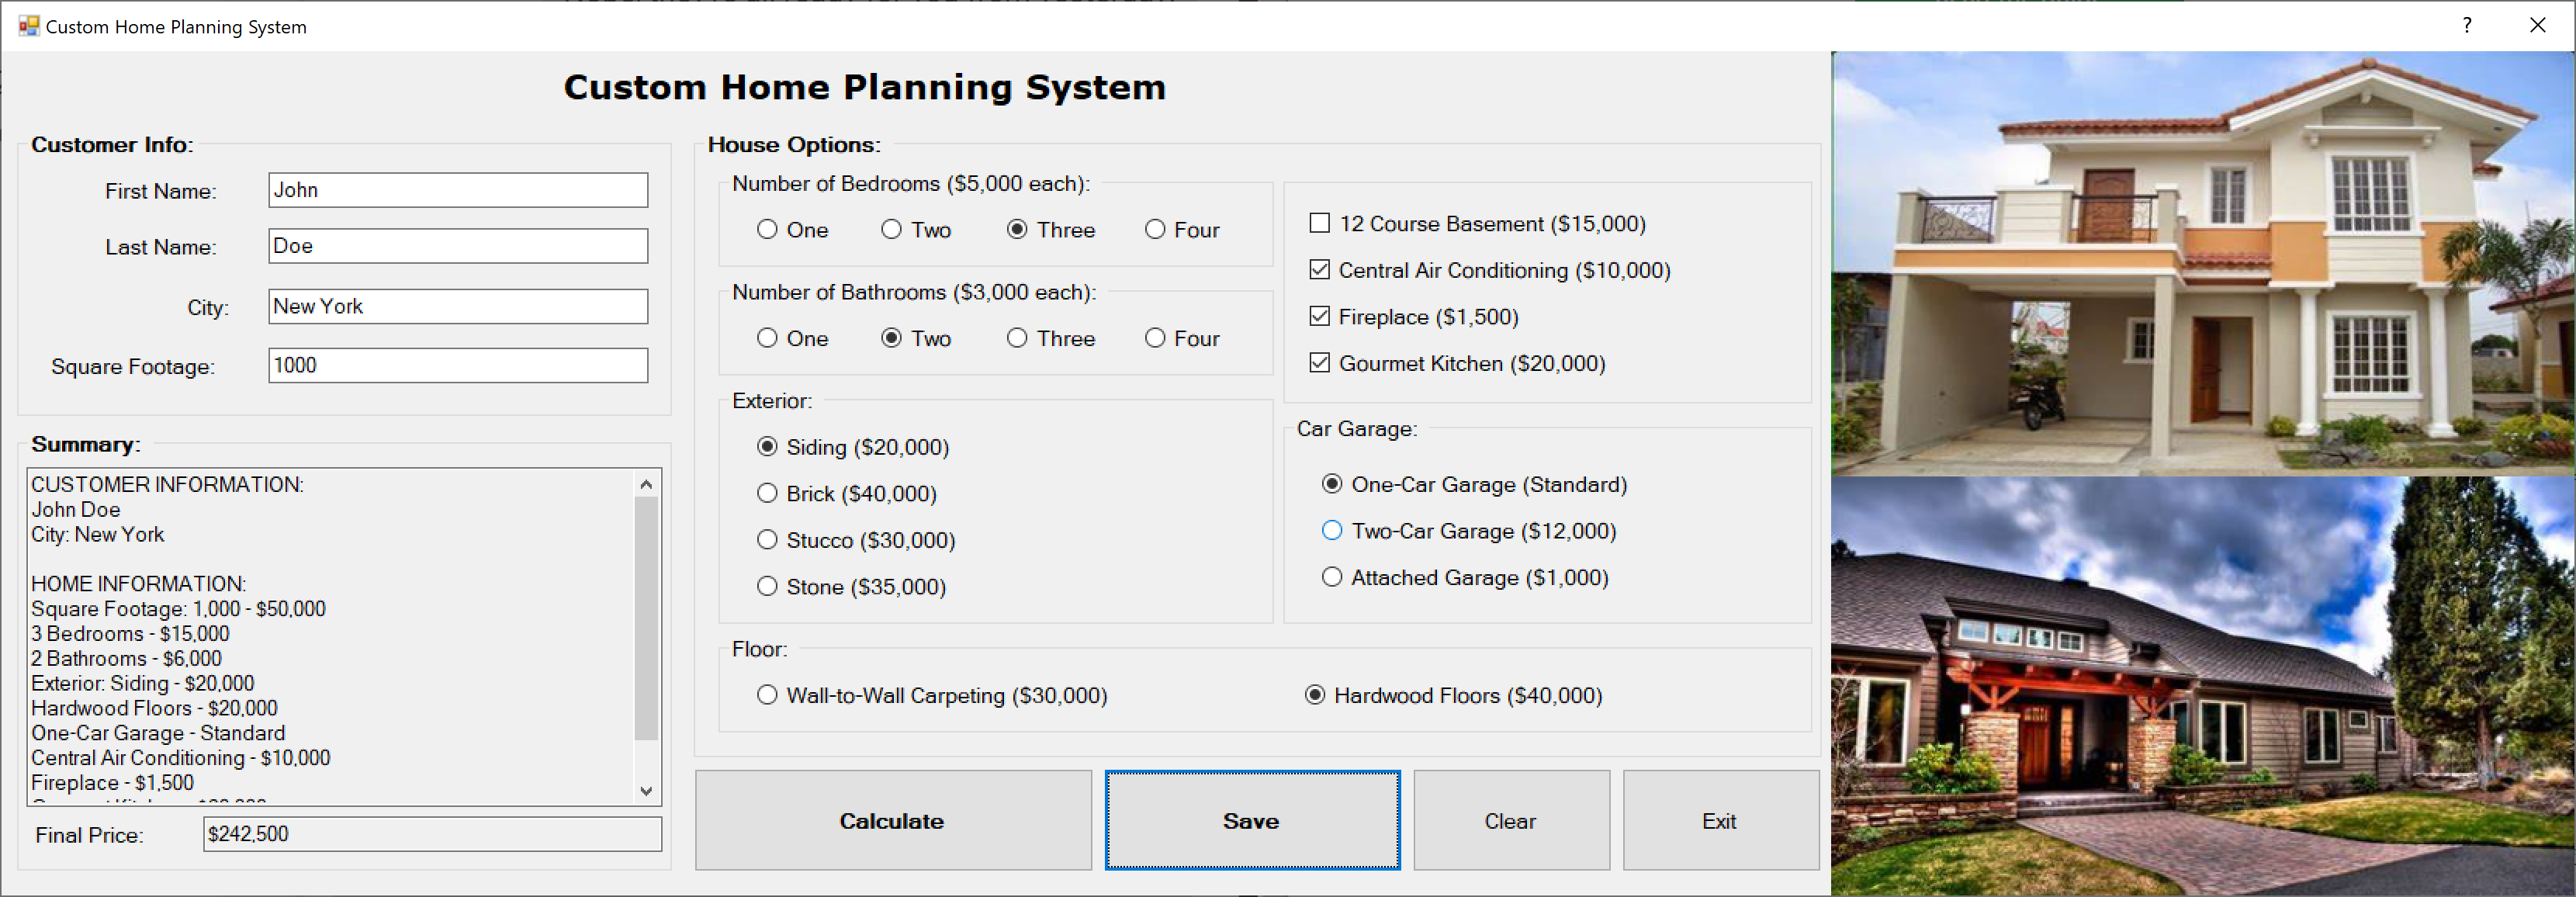 Custom Home Planning System
?
Custom Home Planning System
Customer Info:
First Name: John
Last Name: Doe
City: New York
Square Footage: 1000
Summary:
CUSTOMER INFORMATION:
John Doe
City: New York
HOME INFORMATION:
Square Footage: 1,000 - $50,000
3 Bedrooms - $15,000
2 Bathrooms - $6,000
Exterior: Siding - $20,000
Hardwood Floors - $20,000
One-Car Garage - Standard
Central Air Conditioning - $10,000
Fireplace - $1,500
Final Price: $242,500
House Options:
Number of Bedrooms ($5,000 each):
One Two Three Four
Number of Bathrooms ($3,000 each):
One Two Three Four
Exterior:
Siding ($20,000)
Brick ($40,000)
Stucco ($30,000)
Stone ($35,000)
12 Course Basement ($15,000)
Central Air Conditioning ($10,000)
Fireplace ($1,500)
Gourmet Kitchen ($20,000)
Car Garage:
One-Car Garage (Standard)
Two-Car Garage ($12,000)
Attached Garage ($1,000)
Floor:
Wall-to-Wall Carpeting ($30,000) Hardwood Floors ($40,000)
Calculate Save Clear Exit